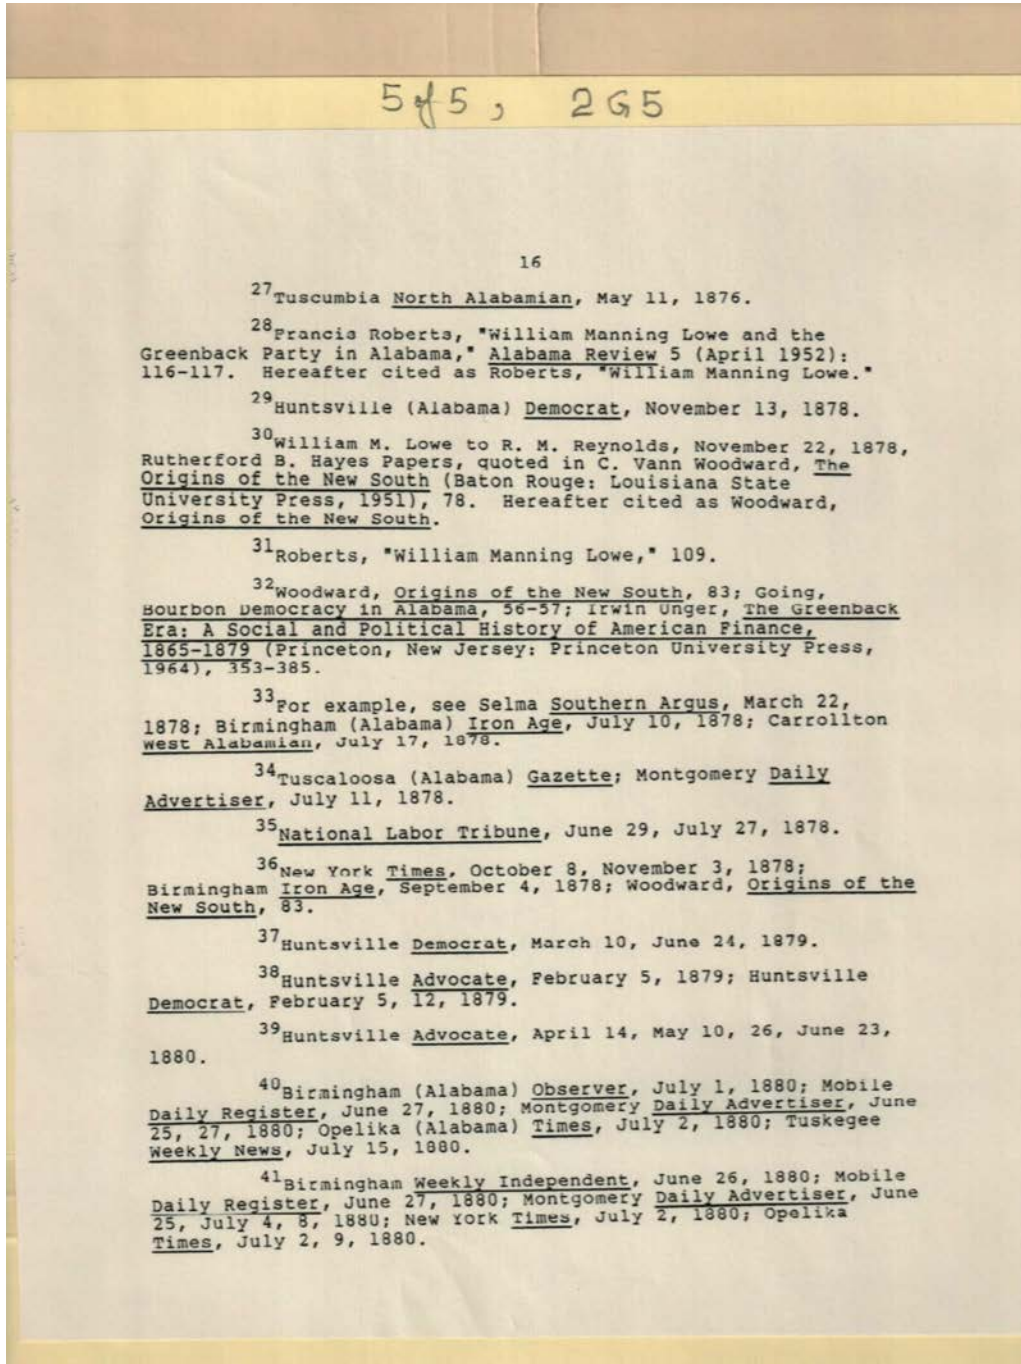 5 of 5, 2G5
16
27Tuscumbia North Alabamian, May 11, 1876.
28Francis Roberts, "William Manning Lowe and the
Greenback Party in Alabama," Alabama Review 5 (April 1952):
116-117. Hereafter cited as Roberts, "William Manning Lowe."
29Huntsville (Alabama) Democrat, November 13, 1878.
30William M. Lowe to R. M. Reynolds, November 22, 1878,
Rutherford B. Hayes Papers, quoted in C. Vann Woodward, The
Origins of the New South (Baton Rouge: Louisiana State
University Press, 1951), 78. Hereafter cited as Woodward,
Origins of the New South.
31Roberts, "William Manning Lowe," 109.
32Woodward, Origins of the New South, 83; Going,
Bourbon Democracy in Alabama, 56-57; Irwin Unger, The Greenback
Era: A Social and Political History of American Finance,
1865-1879 (Princeton, New Jersey: Princeton University Press,
1964), 353-385.
33For example, see Selma Southern Argus, March 22,
1878; Birmingham (Alabama) Iron Age, July 10, 1878; Carrollton
West Alabamian, July 17, 1878.
34Tuscaloosa (Alabama) Gazette; Montgomery Daily
Advertiser, July 11, 1878.
35National Labor Tribune, June 29, July 27, 1878.
36New York Times, October 8, November 3, 1878;
Birmingham Iron Age, September 4, 1878; Woodward, Origins of the
New South, 83.
37Huntsville Democrat, March 10, June 24, 1879.
38Huntsville Advocate, February 5, 1879; Huntsville
Democrat, February 5, 12, 1879.
39Huntsville Advocate, April 14, May 10, 26, June 23,
1880.
40Birmingham (Alabama) Observer, July 1, 1880; Mobile
Daily Register, June 27, 1880; Montgomery Daily Advertiser, June
25, 27, 1880; Opelika (Alabama) Times, July 2, 1880; Tuskegee
Weekly News, July 15, 1880.
41Birmingham Weekly Independent, June 26, 1880; Mobile
Daily Register, June 27, 1880; Montgomery Daily Advertiser, June
25, July 4, 8, 1880; New York Times, July 2, 1880; Opelika
Times, July 2, 9, 1880.